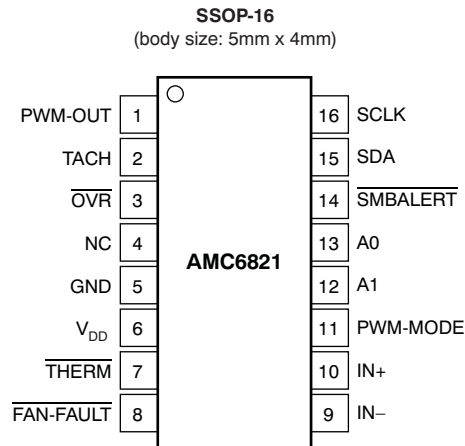 SSOP-16
(body size: 5mm x 4mm)
PWM-OUT 1 16 SCLK
TACH 2 15 SDA
OVR 3 14 SMBALERT
NC 4 13 A0
AMC6821
GND 5 12 A1
VDD 6 11 PWM-MODE
THERM 7 10 IN+
FAN-FAULT 8 9 IN−